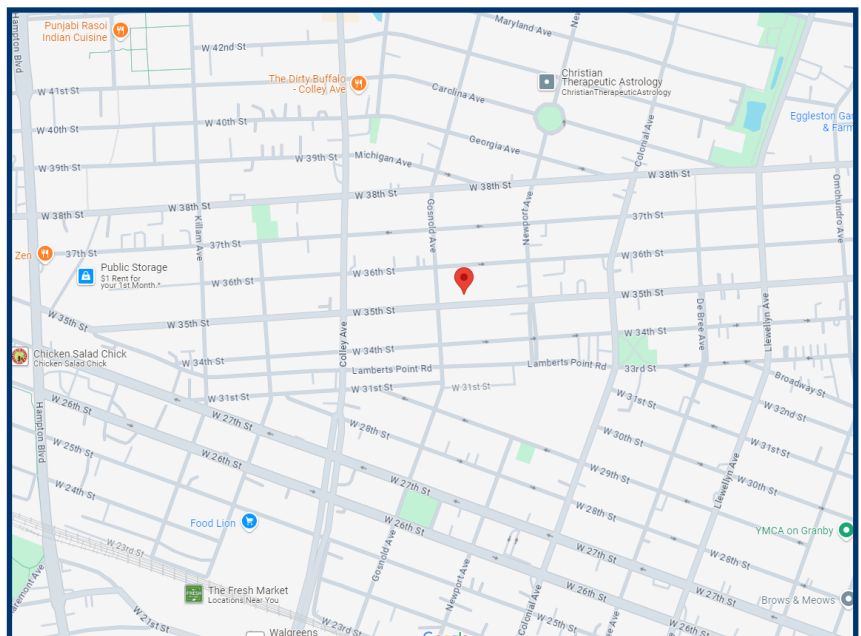 Hampton Blvd
Punjabi Rasoi
Indian Cuisine
Maryland Ave
W 42nd St
The Dirty Buffalo
- Colley Ave
Christian
Therapeutic Astrology
ChristianTherapeuticAstrology
W 41st St
Carolina Ave
Eggleston Gar
& Farm
W 40th St
W 40th St
Colonial Ave
Georgia Ave
W 39th St
W 39th St
Michigan Ave
W 38th St
W 38th St
W 38th St
W 38th St
Omohundro Ave
Killam Ave
Gosnold Ave
Newport Ave
37th St
37th St
37th St
Zen
W 36th St
Public Storage
$1 Rent for
your 1st Month.*
W 36th St
W 36th St
W 35th St
W 35th St
W 35th St
W 35th St
De Bree Ave
Llewellyn Ave
Colley Ave
W 34th St
W 34th St
W 34th St
Chicken Salad Chick
Chicken Salad Chick
Lamberts Point Rd
Lamberts Point Rd
33rd St
W 31st St
W 31st St
W 31st St
W 31st St
Broadway St
Hampton Blvd
W 26th St
W 27th St
W 28th St
W 30th St
W 32nd St
W 25th St
W 26th St
W 31st St
W 24th St
W 27th St
W 29th St
W 30th St
Llewellyn Ave
Food Lion
W 26th St
W 28th St
YMCA on Granby
W 23rd St
W 27th St
W 28th St
Gosnold Ave
Newport Ave
Colonial Ave
The Fresh Market
Locations Near You
W 26th St
W 27th St
Brows & Meows
W 21st St
W 23rd St
W 25th St
W 26th St
Walgreens